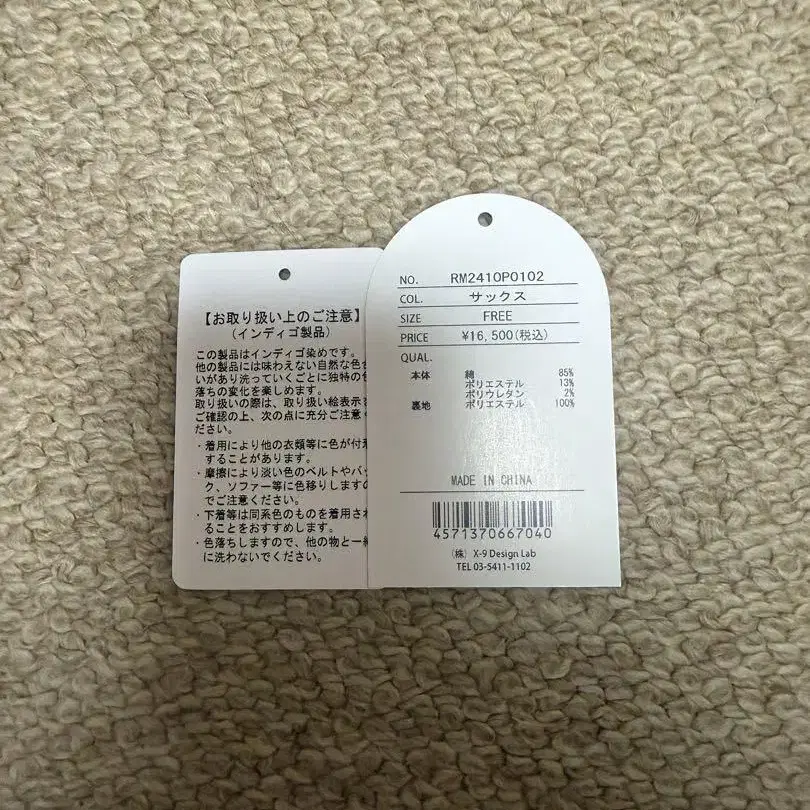 【お取り扱い上のご注意】
(インディゴ製品)
この製品はインディゴ染めです。
他の製品には味わえない自然な色合
いがあり洗っていくごとに独特の色
落ちの変化を楽しめます。
取り扱いの際は、取り扱い絵表示を
ご確認の上、次の点に充分ご注意く
ださい。
・着用により他の衣類等に色が付着
することがあります。
・摩擦により淡い色のベルトやバッ
ク、ソファー等に色移りしますの
でご注意ください。
・下着等は同系色のものを着用され
ることをおすすめします。
・色落ちしますので、他の物と一緒
に洗わないでください。
NO. RM2410P0102
COL. サックス
SIZE FREE
PRICE ¥16,500(税込)
QUAL.
本体 綿 85%
ポリエステル 13%
ポリウレタン 2%
裏地 ポリエステル 100%
MADE IN CHINA
4571370667040
(株) X-9 Design Lab
TEL 03-5411-1102